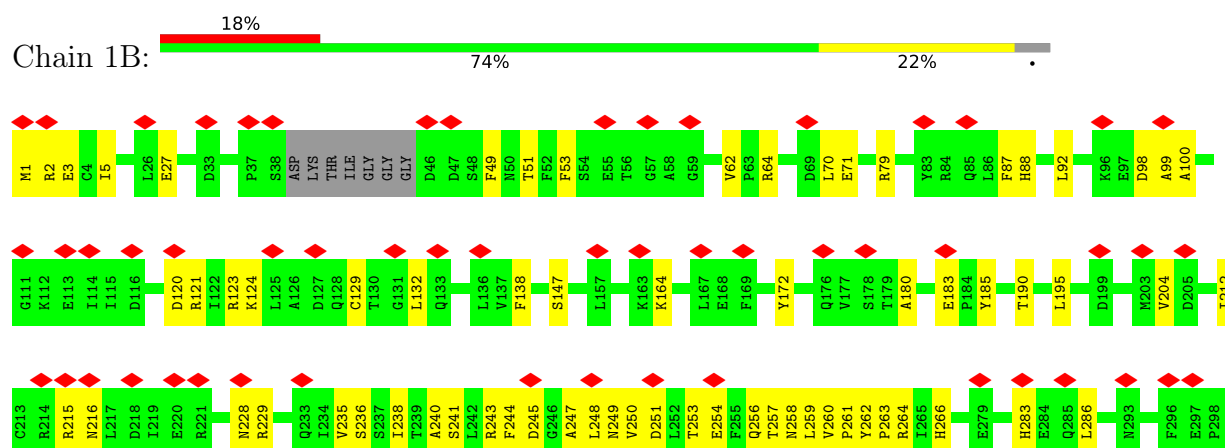 18%
Chain 1B:
74% 22% •
M1 R2 E3 C4 I5 L26 E27 D33 P37 S38 ASP LYS THR ILE GLY GLY GLY D46 D47 S48 F49 N50 T51 F52 F53 S54 E55 T56 G57 A58 G59 V62 P63 R64 D69 L70 E71 R79 Y83 R84 Q85 L86 F87 H88 L92 K96 E97 D98 A99 A100
G111 K112 E113 I114 I115 D116 D120 R121 I122 R123 K124 L125 A126 D127 Q128 C129 T130 G131 L132 Q133 L136 V137 F138 S147 L157 K163 K164 L167 E168 F169 Y172 Q176 V177 S178 T179 A180 E183 P184 Y185 T190 L195 D199 M203 V204 D205 I212
C213 R214 R215 N216 L217 D218 I219 E220 R221 N228 R229 Q233 I234 V235 S236 S237 I238 T239 A240 S241 L242 R243 F244 D245 G246 A247 L248 N249 V250 D251 L252 T253 E254 F255 Q256 T257 N258 L259 V260 P261 Y262 P263 R264 I265 H266 E279 H283 E284 Q285 L286 N293 F296 E297 P298